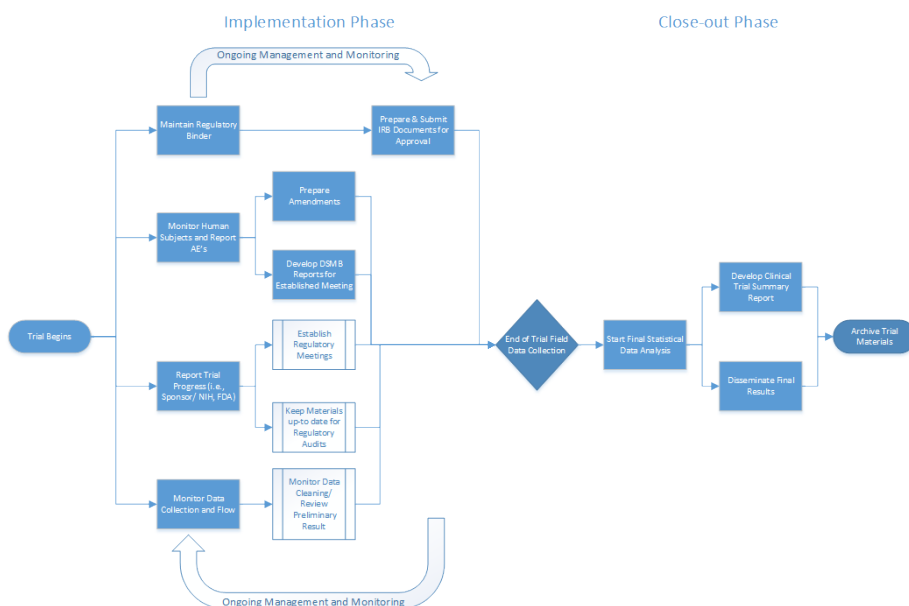 Implementation Phase
Close-out Phase
Ongoing Management and Monitoring
Maintain Regulatory
Binder
Prepare & Submit
IRB Documents for
Approval
Prepare
Amendments
Monitor Human
Subjects and Report
AE's
Develop DSMB
Reports for
Established Meeting
Trial Begins
Establish
Regulatory
Meetings
Report Trial
Progress (i.e.,
Sponsor/ NIH, FDA)
Keep Materials
up-to date for
Regulatory
Audits
Monitor Data
Collection and Flow
Monitor Data
Cleaning/
Review
Preliminary
Result
End of Trial Field
Data Collection
Start Final Statistical
Data Analysis
Develop Clinical
Trial Summary
Report
Disseminate Final
Results
Archive Trial
Materials
Ongoing Management and Monitoring